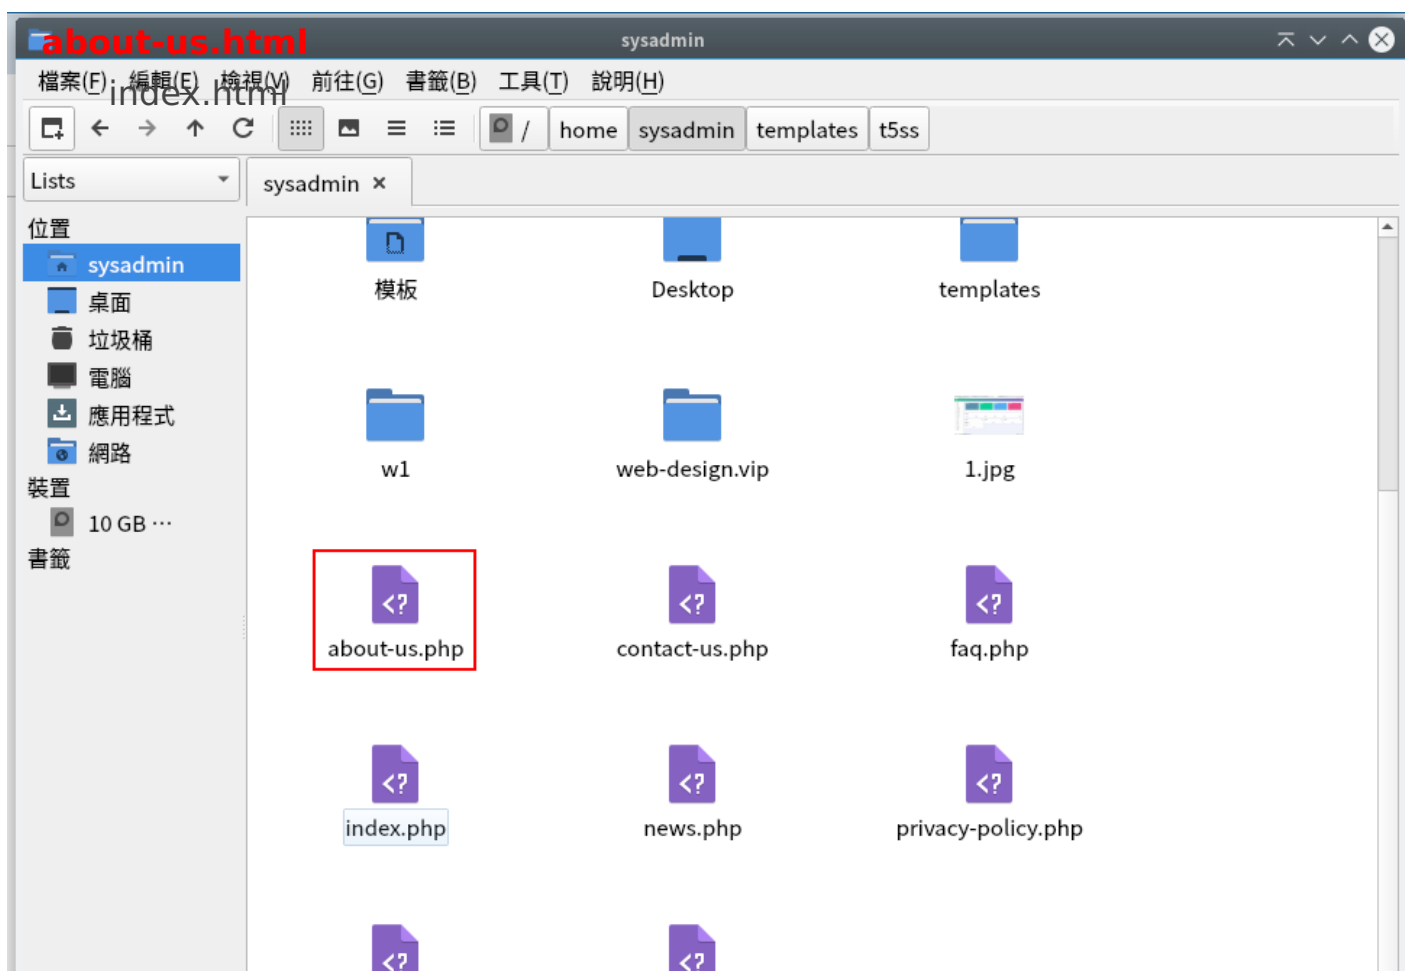 about-us.html
sysadmin
檔案(F) 編輯(E) 檢視(V) 前往(G) 書籤(B) 工具(T) 說明(H)
index.html
/ home sysadmin templates t5ss
Lists
sysadmin
位置
sysadmin
桌面
垃圾桶
電腦
應用程式
網路
裝置
10 GB ⋯
書籤
模板 Desktop templates
w1 web-design.vip 1.jpg
about-us.php contact-us.php faq.php
index.php news.php privacy-policy.php